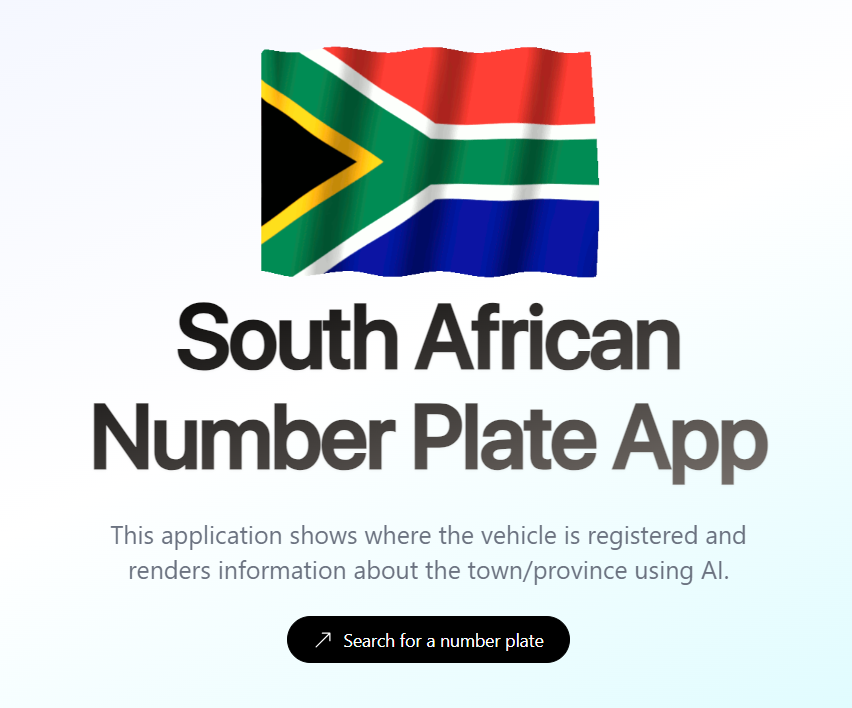 South African
Number Plate App
This application shows where the vehicle is registered and
renders information about the town/province using AI.
Search for a number plate